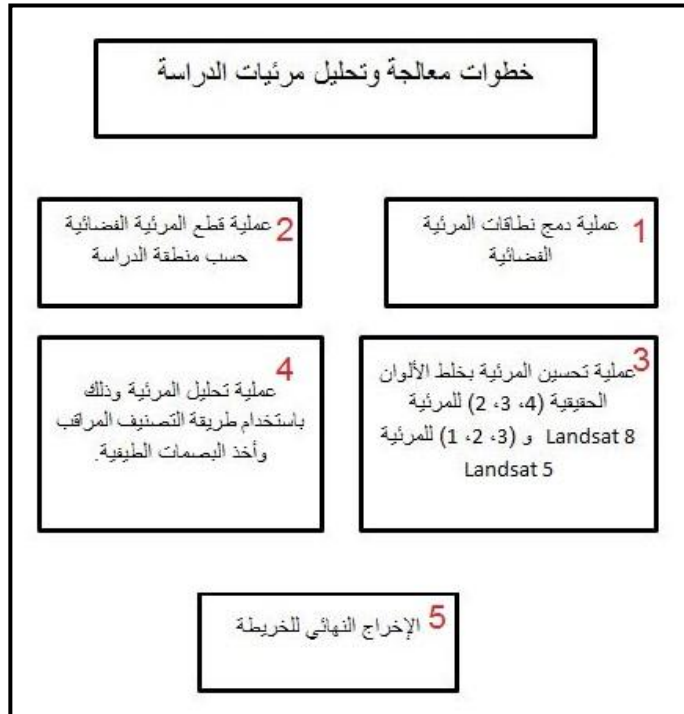 خطوات معالجة وتحليل مرئيات الدراسة
1 عملية دمج نطاقات المرئية
الفضائية
2 عملية قطع المرئية الفضائية
حسب منطقة الدراسة
3 عملية تحسين المرئية بخلط الألوان
الحقيقية (4، 3، 2) للمرئية
Landsat 8 و (3، 2، 1) للمرئية
Landsat 5
4
عملية تحليل المرئية وذلك
باستخدام طريقة التصنيف المراقب
وأخذ البصمات الطيفية.
5 الإخراج النهائي للخريطة